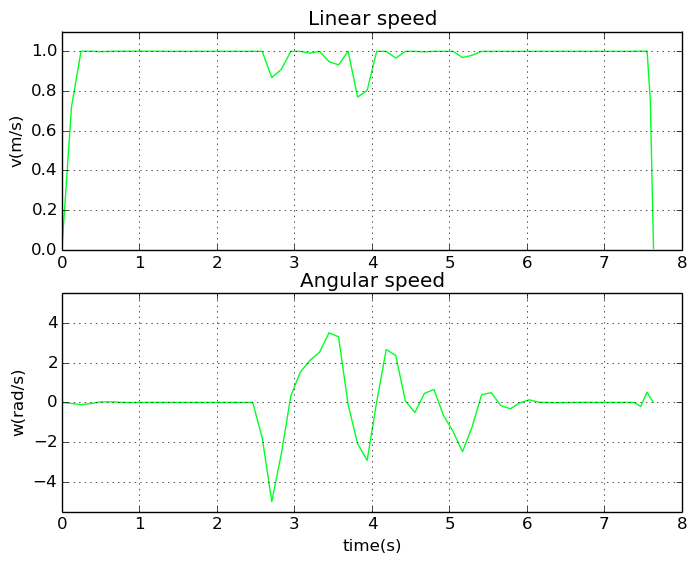 Linear speed
1.0
0.8
0.6
0.4
0.2
0.0
v(m/s)
0 1 2 3 4 5 6 7 8
Angular speed
4
2
0
−2
−4
w(rad/s)
0 1 2 3 4 5 6 7 8
time(s)